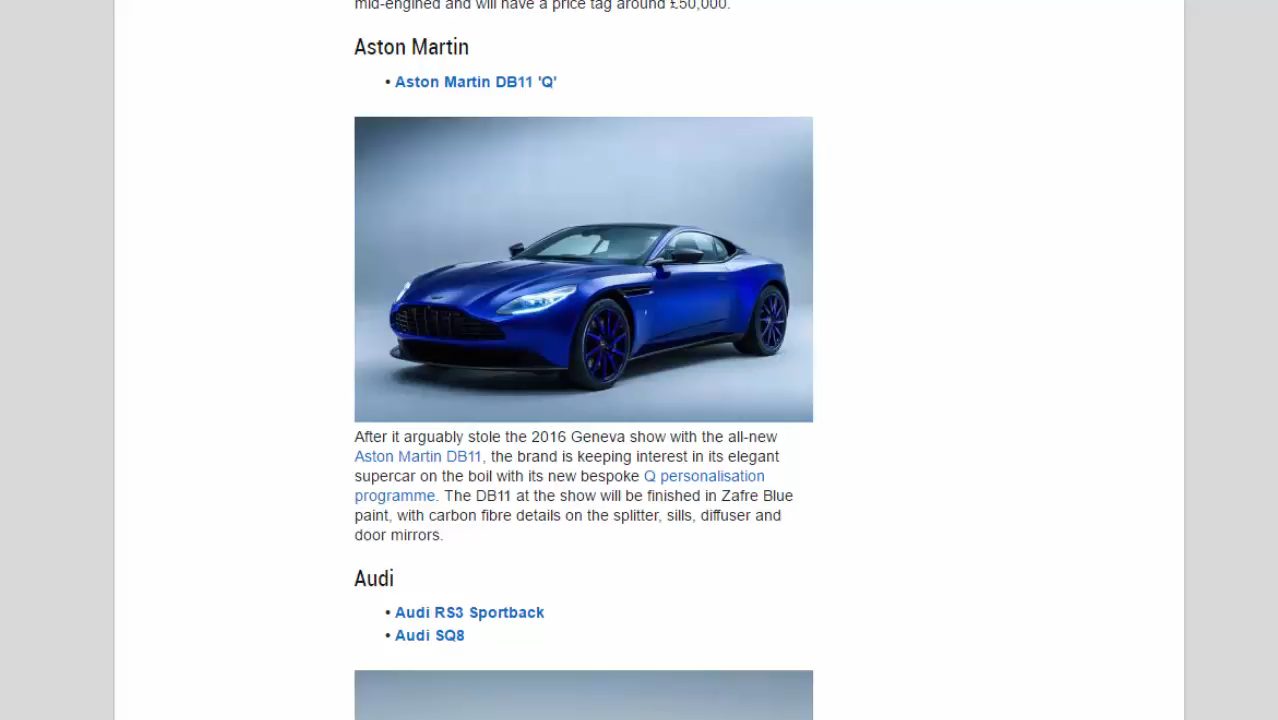 mid-engined and will have a price tag around £50,000.
Aston Martin
• Aston Martin DB11 'Q'
After it arguably stole the 2016 Geneva show with the all-new
Aston Martin DB11, the brand is keeping interest in its elegant
supercar on the boil with its new bespoke Q personalisation
programme. The DB11 at the show will be finished in Zafre Blue
paint, with carbon fibre details on the splitter, sills, diffuser and
door mirrors.
Audi
• Audi RS3 Sportback
• Audi SQ8